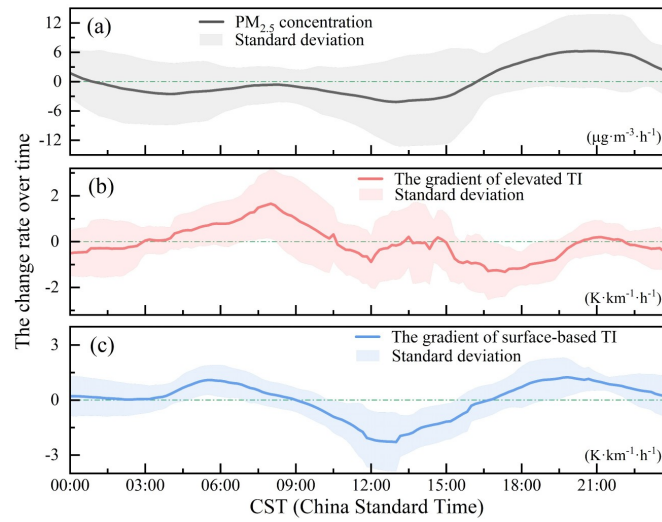 The change rate over time
(a)
PM2.5 concentration
Standard deviation
12
6
0
-6
-12
(μg·m-3·h-1)
(b)
The gradient of elevated TI
Standard deviation
2
0
-2
(K·km-1·h-1)
(c)
The gradient of surface-based TI
Standard deviation
3
0
-3
(K·km-1·h-1)
00:00 03:00 06:00 09:00 12:00 15:00 18:00 21:00
CST (China Standard Time)